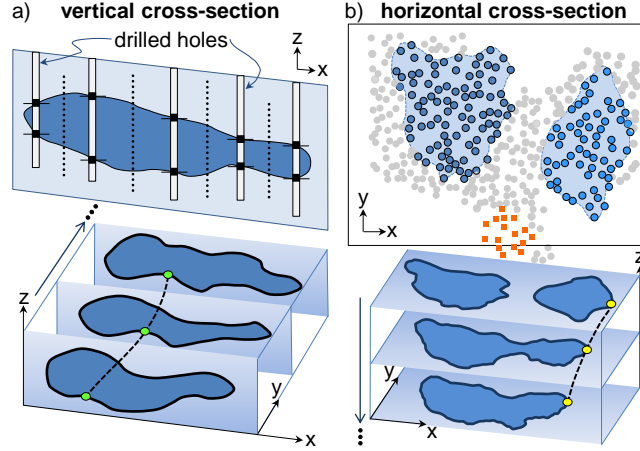 a) vertical cross-section
drilled holes
z
x
z
y
x
b) horizontal cross-section
y
x
z
y
x